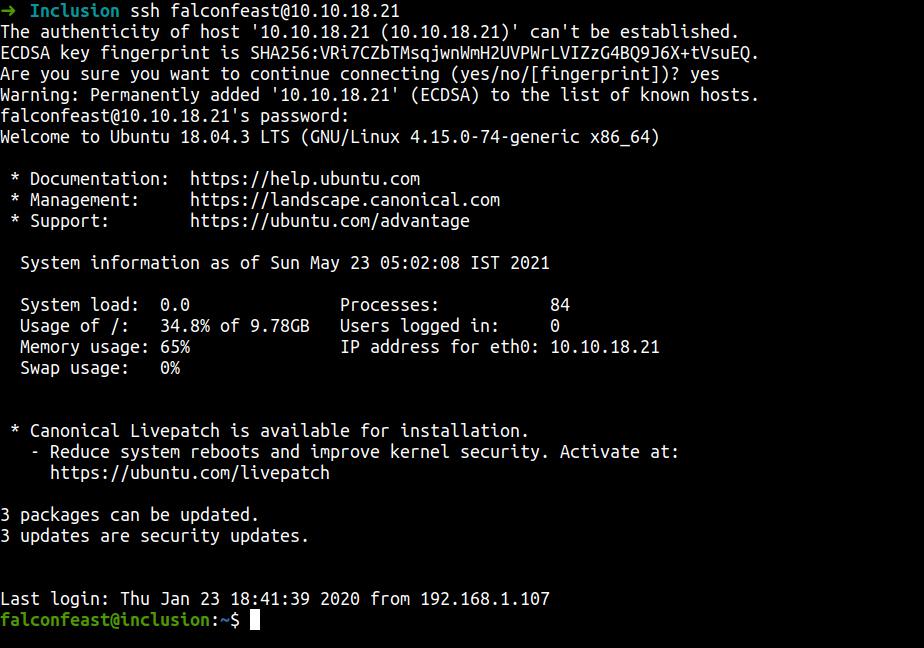 → Inclusion ssh falconfeast@10.10.18.21
The authenticity of host '10.10.18.21 (10.10.18.21)' can't be established.
ECDSA key fingerprint is SHA256:VRi7CZbTMsqjwnWmH2UVPWrLVIZzG4BQ9J6X+tVsuEQ.
Are you sure you want to continue connecting (yes/no/[fingerprint])? yes
Warning: Permanently added '10.10.18.21' (ECDSA) to the list of known hosts.
falconfeast@10.10.18.21's password:
Welcome to Ubuntu 18.04.3 LTS (GNU/Linux 4.15.0-74-generic x86_64)
* Documentation: https://help.ubuntu.com
* Management: https://landscape.canonical.com
* Support: https://ubuntu.com/advantage
System information as of Sun May 23 05:02:08 IST 2021
System load: 0.0 Processes: 84
Usage of /: 34.8% of 9.78GB Users logged in: 0
Memory usage: 65% IP address for eth0: 10.10.18.21
Swap usage: 0%
* Canonical Livepatch is available for installation.
- Reduce system reboots and improve kernel security. Activate at:
https://ubuntu.com/livepatch
3 packages can be updated.
3 updates are security updates.
Last login: Thu Jan 23 18:41:39 2020 from 192.168.1.107
falconfeast@inclusion:~$